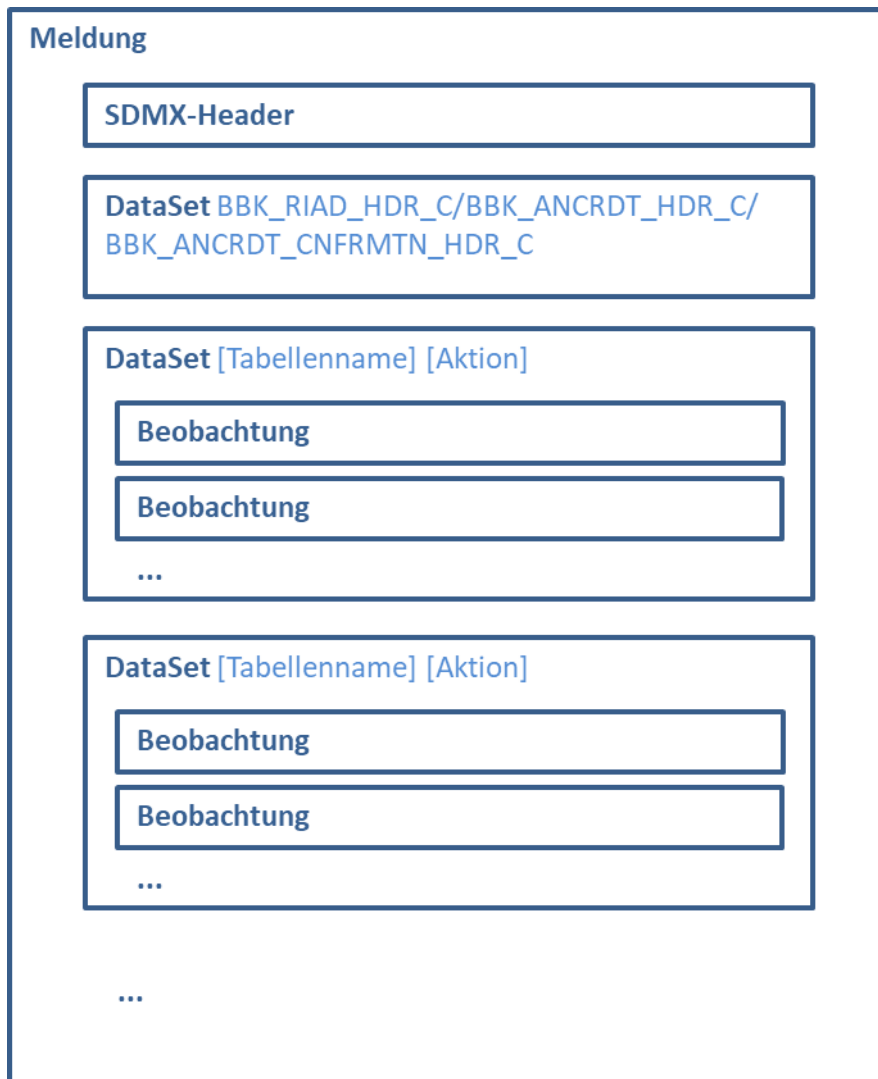 Meldung
SDMX-Header
DataSet BBK_RIAD_HDR_C/BBK_ANCRDT_HDR_C/
BBK_ANCRDT_CNFRMTN_HDR_C
DataSet [Tabellenname] [Aktion]
Beobachtung
Beobachtung
...
DataSet [Tabellenname] [Aktion]
Beobachtung
Beobachtung
...
...